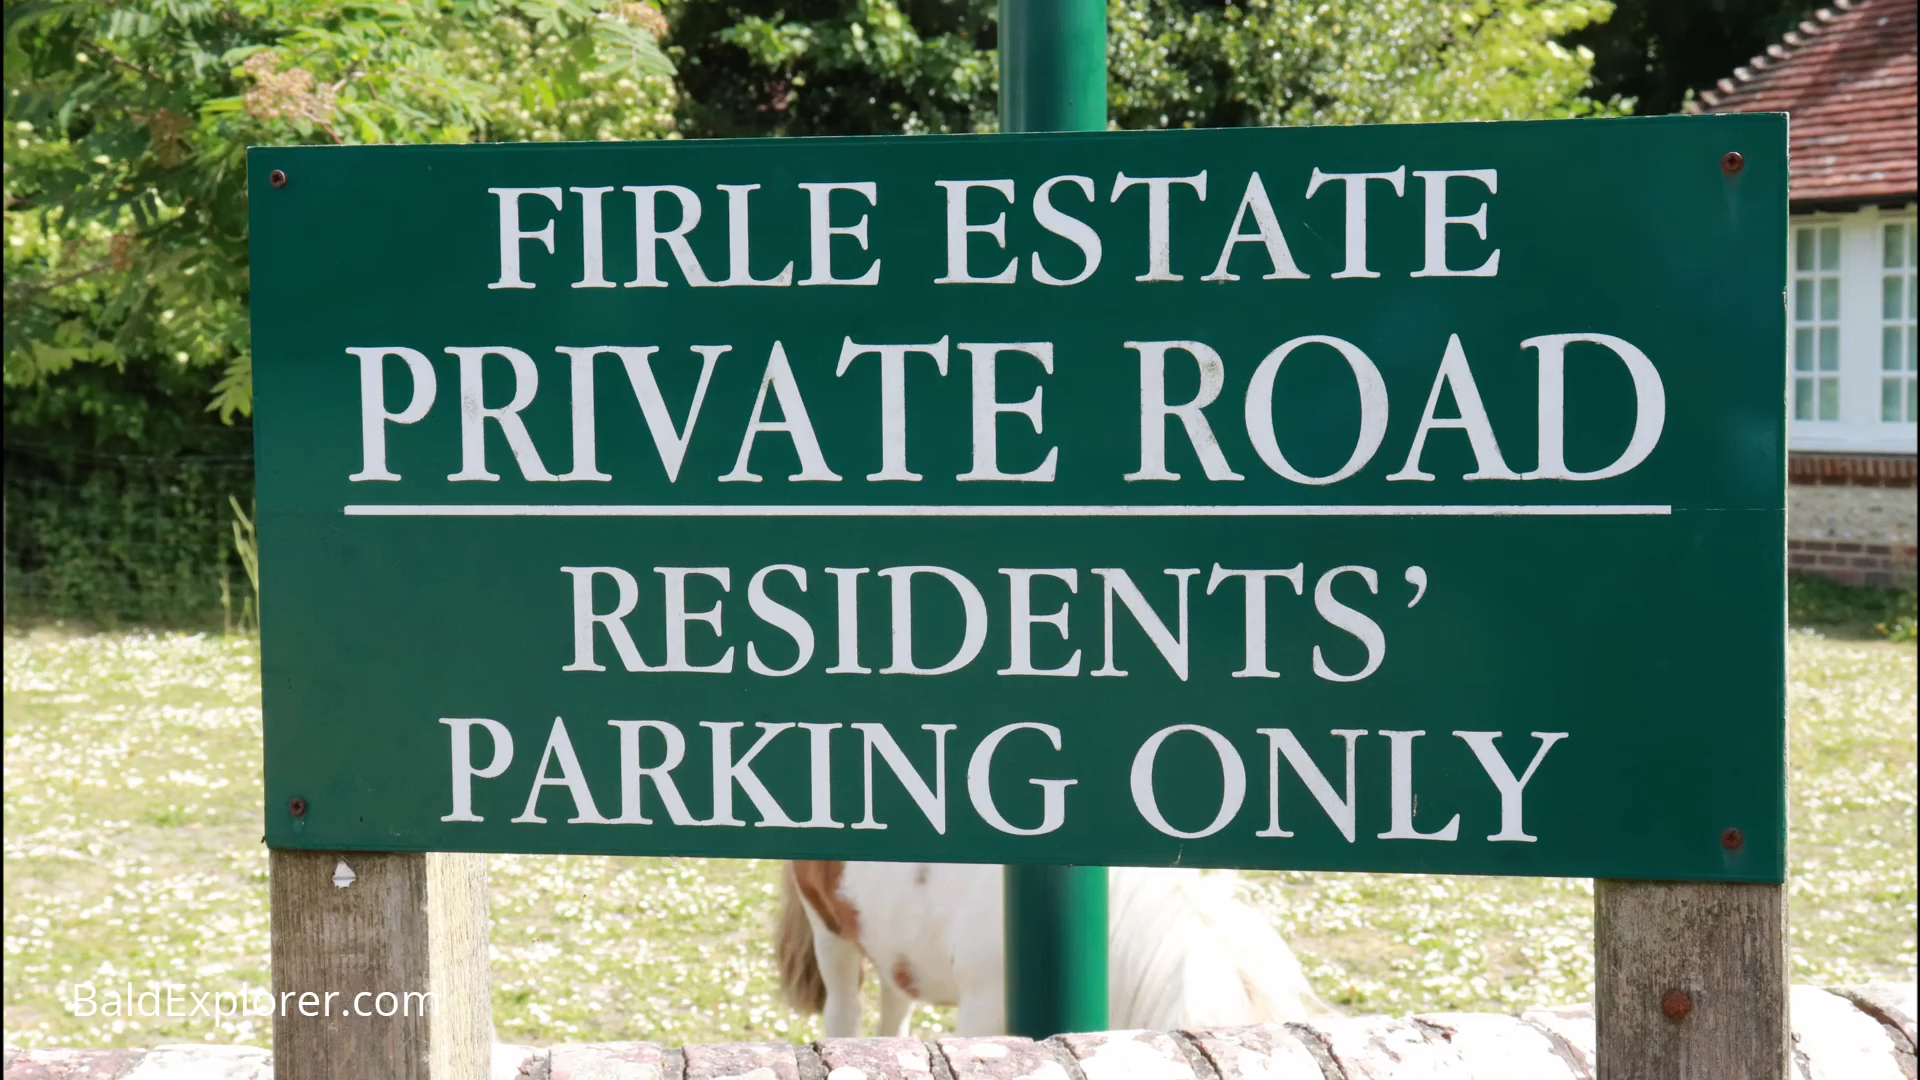 FIRLE ESTATE
PRIVATE ROAD
RESIDENTS’
PARKING ONLY
BaldExplorer.com